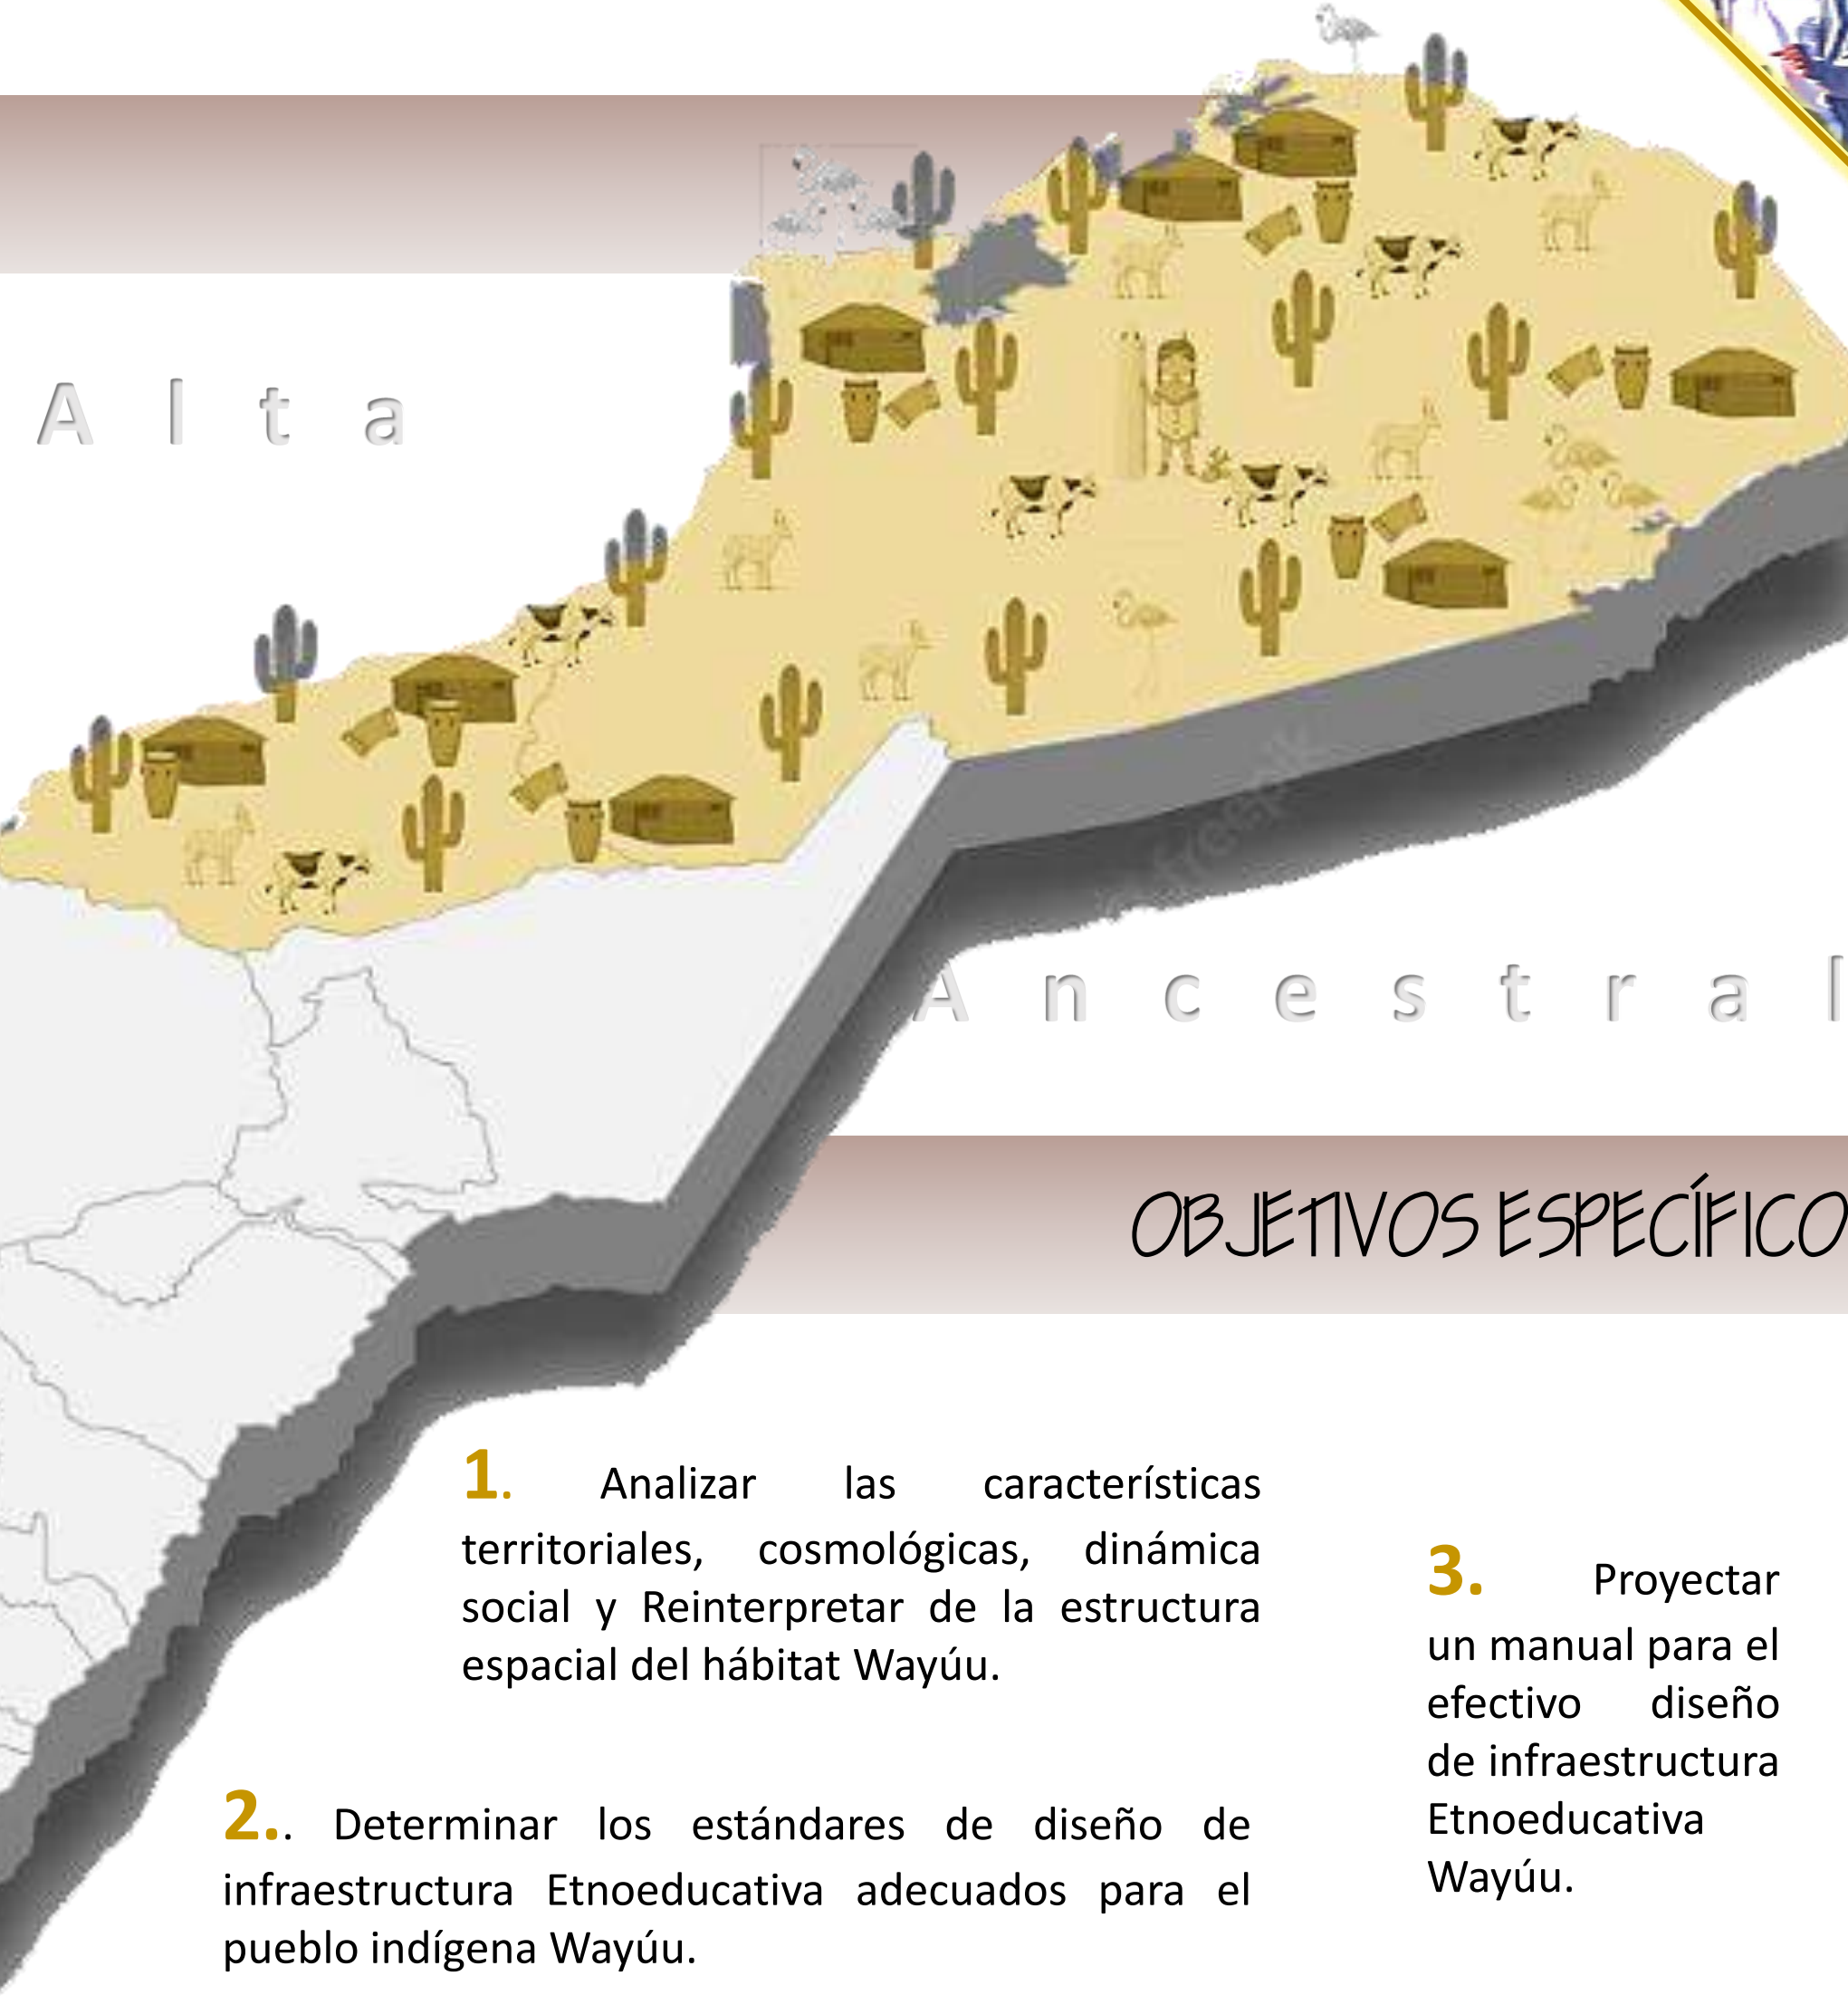 Alta
Ancestral
OBJETIVOS ESPECÍFICO
1. Analizar las características
territoriales, cosmológicas, dinámica
social y Reinterpretar de la estructura
espacial del hábitat Wayúu.
2.. Determinar los estándares de diseño de
infraestructura Etnoeducativa adecuados para el
pueblo indígena Wayúu.
3. Proyectar
un manual para el
efectivo diseño
de infraestructura
Etnoeducativa
Wayúu.